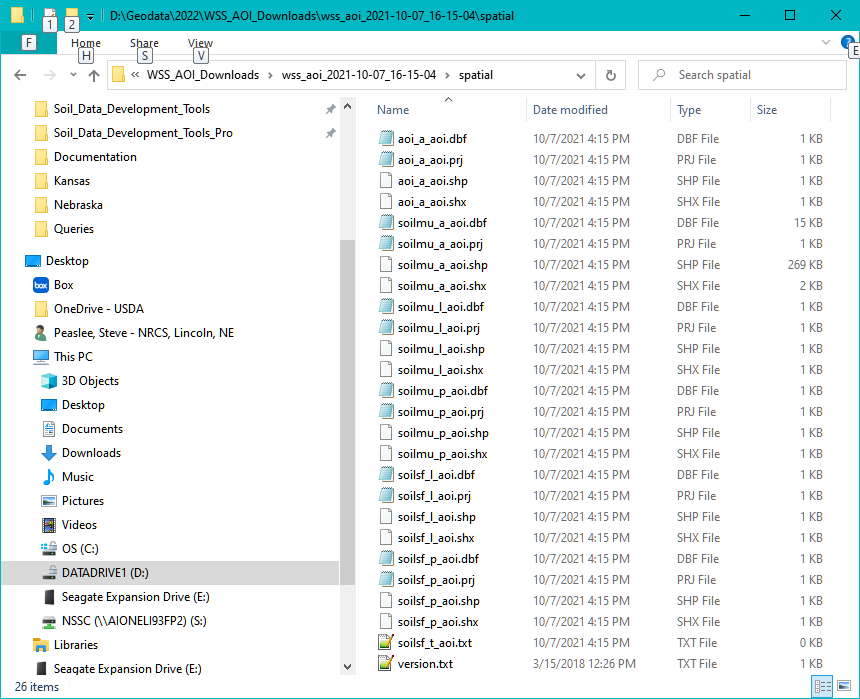 1 2 D:\Geodata\2022\WSS_AOI_Downloads\wss_aoi_2021-10-07_16-15-04\spatial
F Home Share View ? E
H S V
« WSS_AOI_Downloads › wss_aoi_2021-10-07_16-15-04 › spatial Search spatial
Soil_Data_Development_Tools
Soil_Data_Development_Tools_Pro
Documentation
Kansas
Nebraska
Queries
Desktop
box Box
OneDrive - USDA
Peaslee, Steve - NRCS, Lincoln, NE
This PC
3D Objects
Desktop
Documents
Downloads
Music
Pictures
Videos
OS (C:)
DATADRIVE1 (D:)
Seagate Expansion Drive (E:)
NSSC (\\AIONELI93FP2) (S:)
Libraries
Seagate Expansion Drive (E:)
Name Date modified Type Size
aoi_a_aoi.dbf 10/7/2021 4:15 PM DBF File 1 KB
aoi_a_aoi.prj 10/7/2021 4:15 PM PRJ File 1 KB
aoi_a_aoi.shp 10/7/2021 4:15 PM SHP File 1 KB
aoi_a_aoi.shx 10/7/2021 4:15 PM SHX File 1 KB
soilmu_a_aoi.dbf 10/7/2021 4:15 PM DBF File 15 KB
soilmu_a_aoi.prj 10/7/2021 4:15 PM PRJ File 1 KB
soilmu_a_aoi.shp 10/7/2021 4:15 PM SHP File 269 KB
soilmu_a_aoi.shx 10/7/2021 4:15 PM SHX File 2 KB
soilmu_l_aoi.dbf 10/7/2021 4:15 PM DBF File 1 KB
soilmu_l_aoi.prj 10/7/2021 4:15 PM PRJ File 1 KB
soilmu_l_aoi.shp 10/7/2021 4:15 PM SHP File 1 KB
soilmu_l_aoi.shx 10/7/2021 4:15 PM SHX File 1 KB
soilmu_p_aoi.dbf 10/7/2021 4:15 PM DBF File 1 KB
soilmu_p_aoi.prj 10/7/2021 4:15 PM PRJ File 1 KB
soilmu_p_aoi.shp 10/7/2021 4:15 PM SHP File 1 KB
soilmu_p_aoi.shx 10/7/2021 4:15 PM SHX File 1 KB
soilsf_l_aoi.dbf 10/7/2021 4:15 PM DBF File 1 KB
soilsf_l_aoi.prj 10/7/2021 4:15 PM PRJ File 1 KB
soilsf_l_aoi.shp 10/7/2021 4:15 PM SHP File 1 KB
soilsf_l_aoi.shx 10/7/2021 4:15 PM SHX File 1 KB
soilsf_p_aoi.dbf 10/7/2021 4:15 PM DBF File 1 KB
soilsf_p_aoi.prj 10/7/2021 4:15 PM PRJ File 1 KB
soilsf_p_aoi.shp 10/7/2021 4:15 PM SHP File 1 KB
soilsf_p_aoi.shx 10/7/2021 4:15 PM SHX File 1 KB
soilsf_t_aoi.txt 10/7/2021 4:15 PM TXT File 0 KB
version.txt 3/15/2018 12:26 PM TXT File 1 KB
26 items